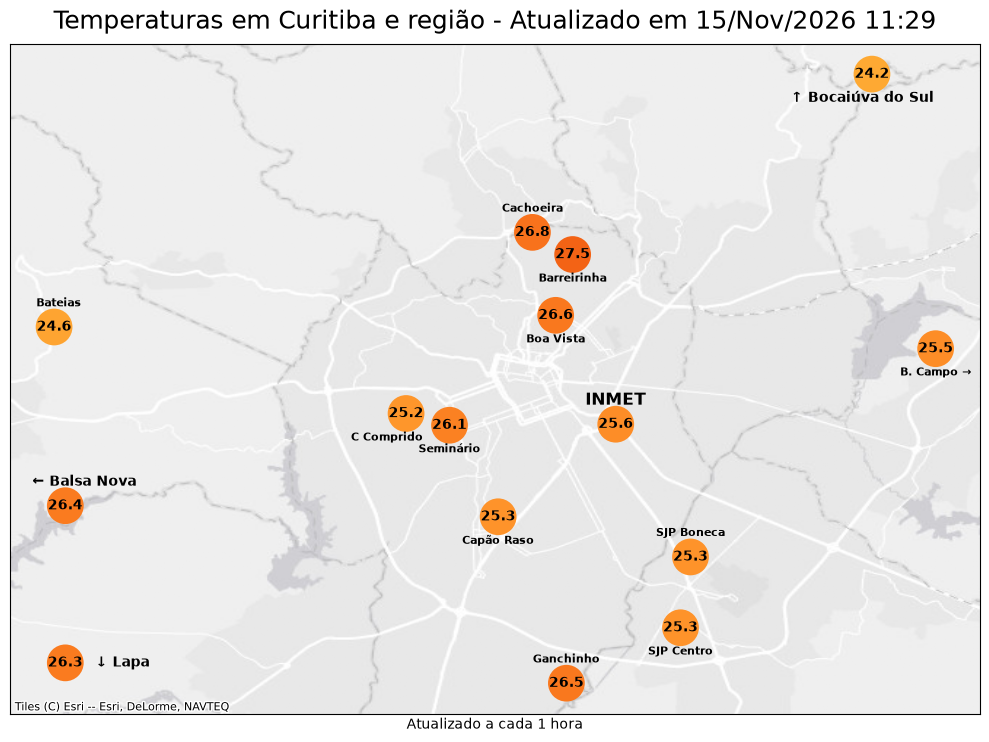 Temperaturas em Curitiba e região - Atualizado em 15/Nov/2026 11:29
24.2
↑ Bocaiúva do Sul
Cachoeira
26.8
27.5
Barreirinha
Bateias
24.6
26.6
Boa Vista
25.5
B. Campo →
INMET
25.6
25.2
C Comprido
26.1
Seminário
← Balsa Nova
26.4
25.3
Capão Raso
SJP Boneca
25.3
25.3
SJP Centro
26.3 ↓ Lapa
Ganchinho
26.5
Tiles (C) Esri -- Esri, DeLorme, NAVTEQ
Atualizado a cada 1 hora